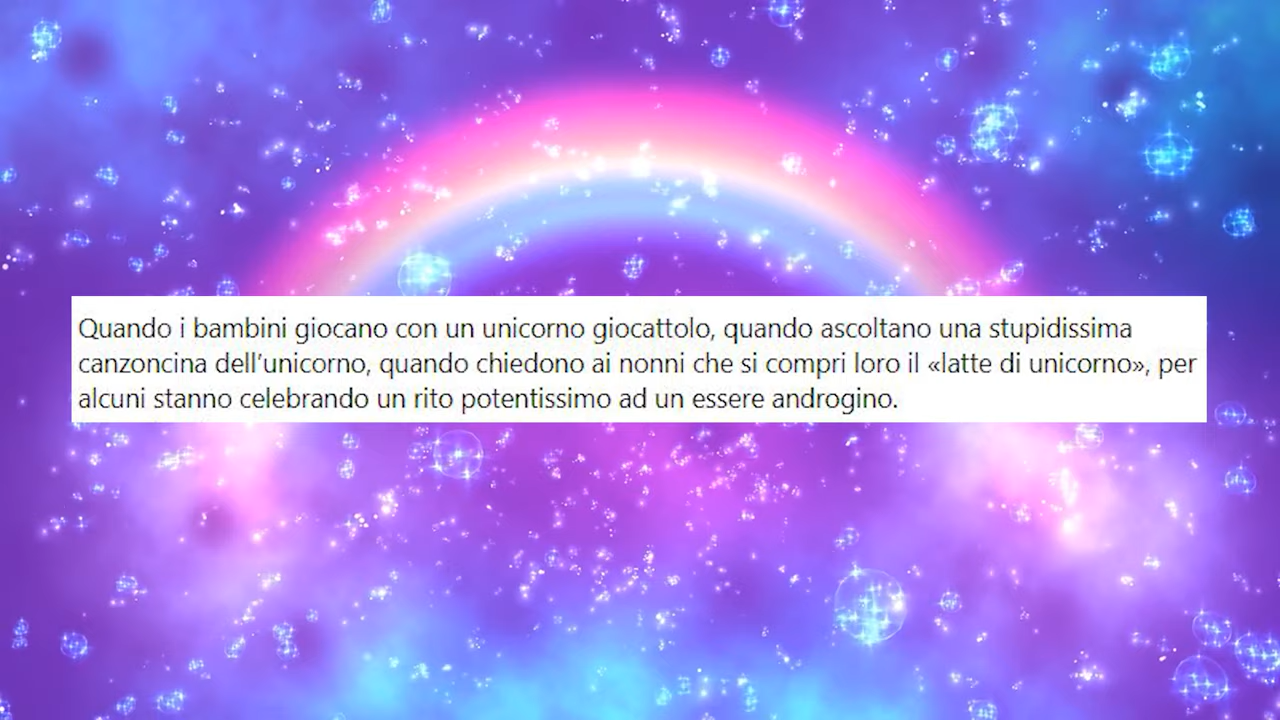 Quando i bambini giocano con un unicorno giocattolo, quando ascoltano una stupidissima
canzoncina dell’unicorno, quando chiedono ai nonni che si compri loro il «latte di unicorno», per
alcuni stanno celebrando un rito potentissimo ad un essere androgino.